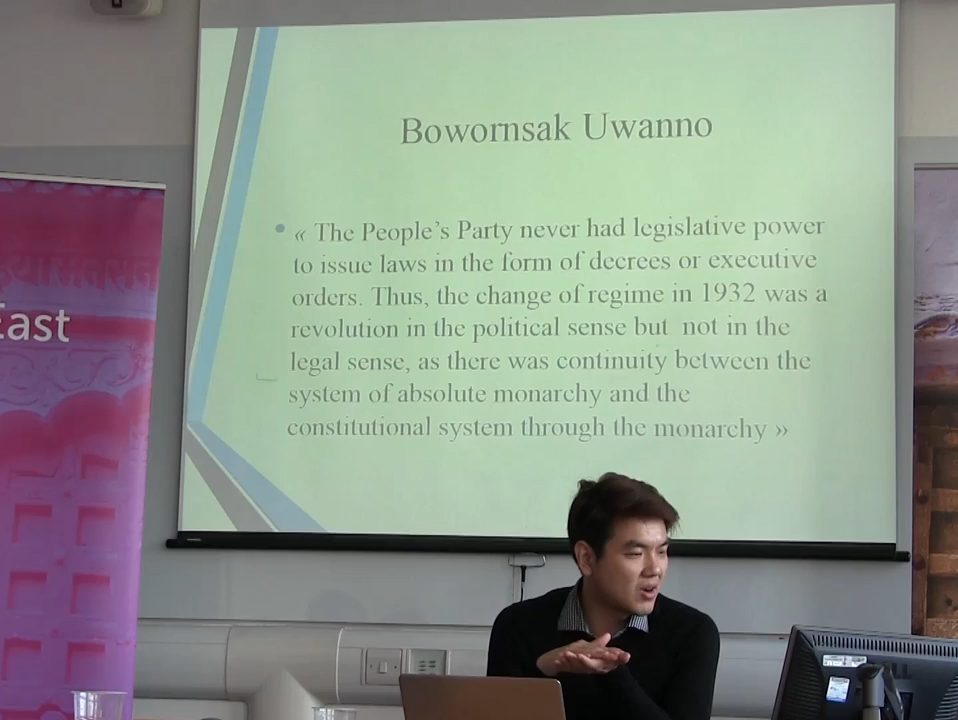 Bowornsak Uwanno
• « The People's Party never had legislative power
to issue laws in the form of decrees or executive
orders. Thus, the change of regime in 1932 was a
revolution in the political sense but not in the
legal sense, as there was continuity between the
system of absolute monarchy and the
constitutional system through the monarchy »
East
DELL